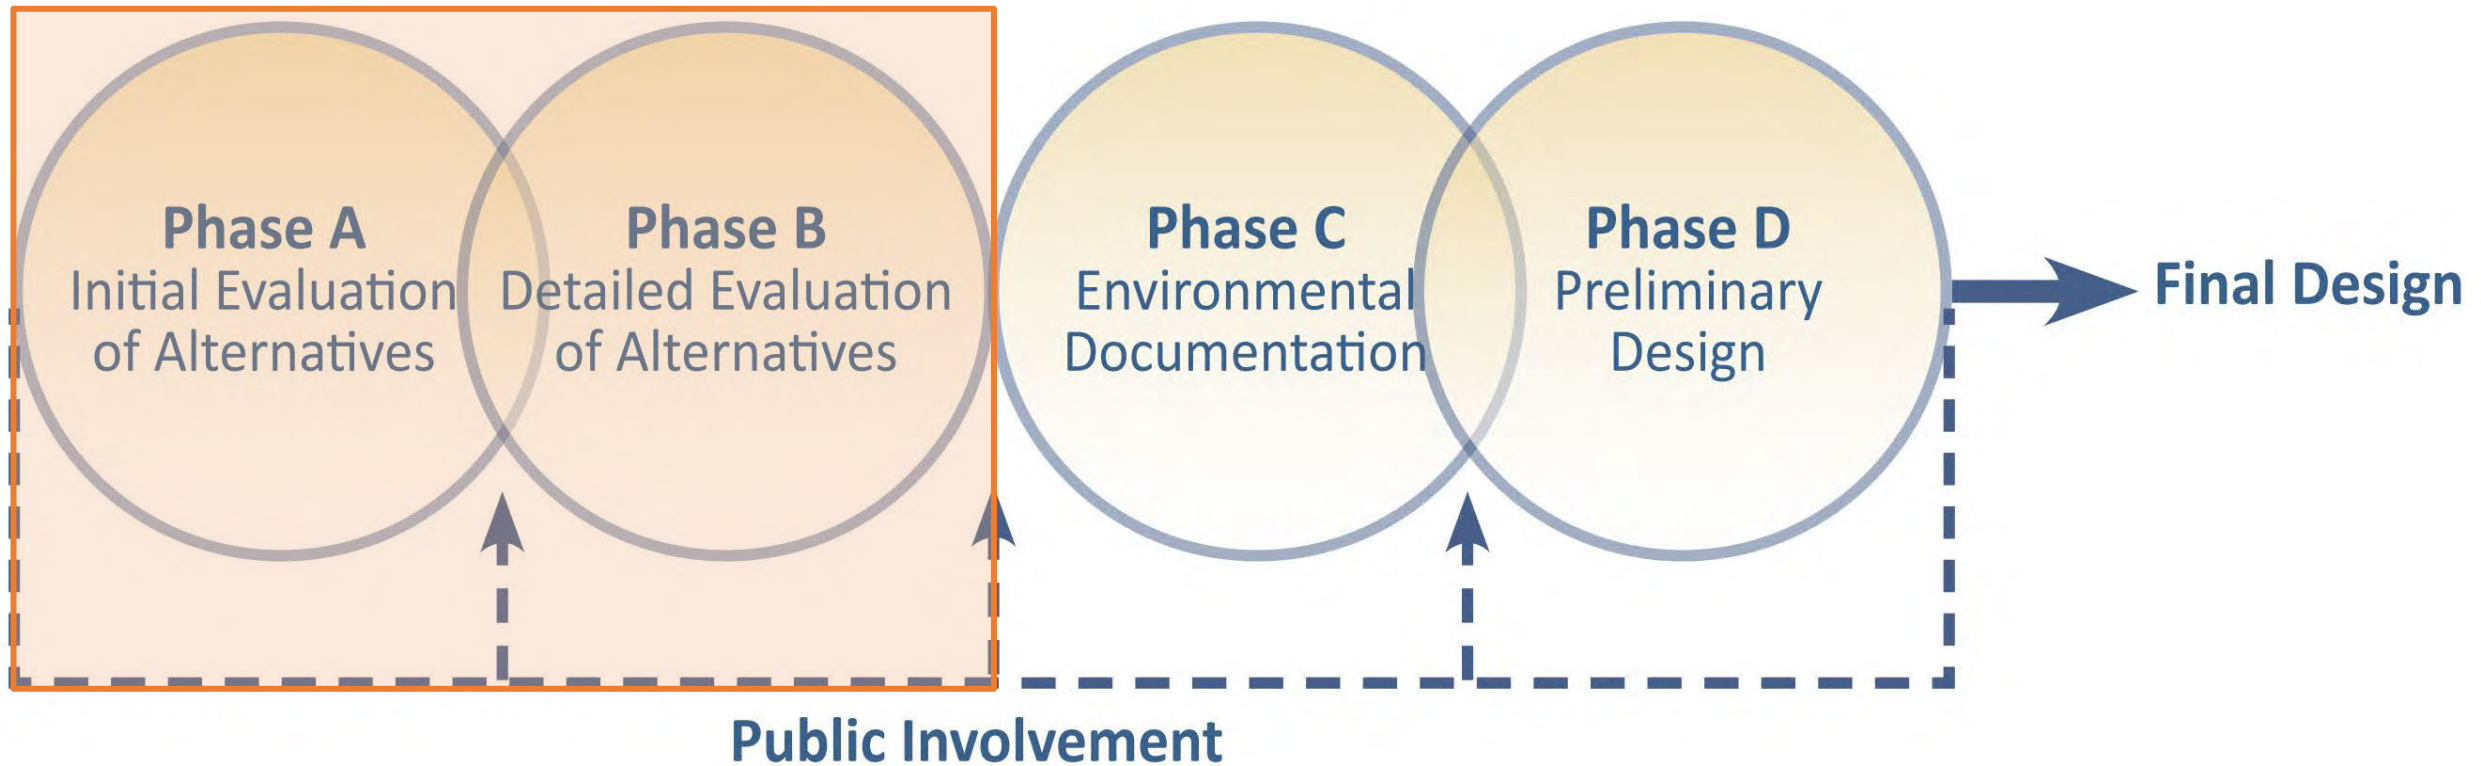 Phase A
Initial Evaluation
of Alternatives
Phase B
Detailed Evaluation
of Alternatives
Phase C
Environmental
Documentation
Phase D
Preliminary
Design
Final Design
Public Involvement